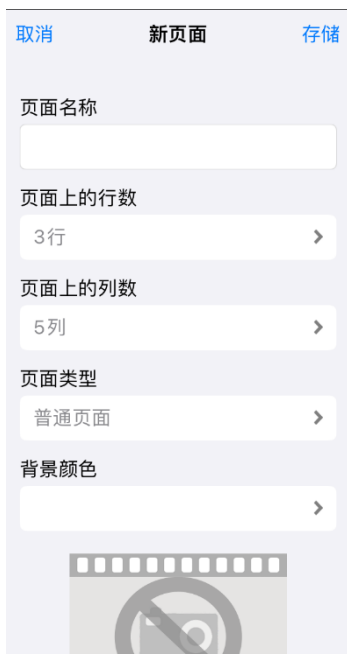 取消 新页面 存储
页面名称
页面上的行数
3行
页面上的列数
5列
页面类型
普通页面
背景颜色